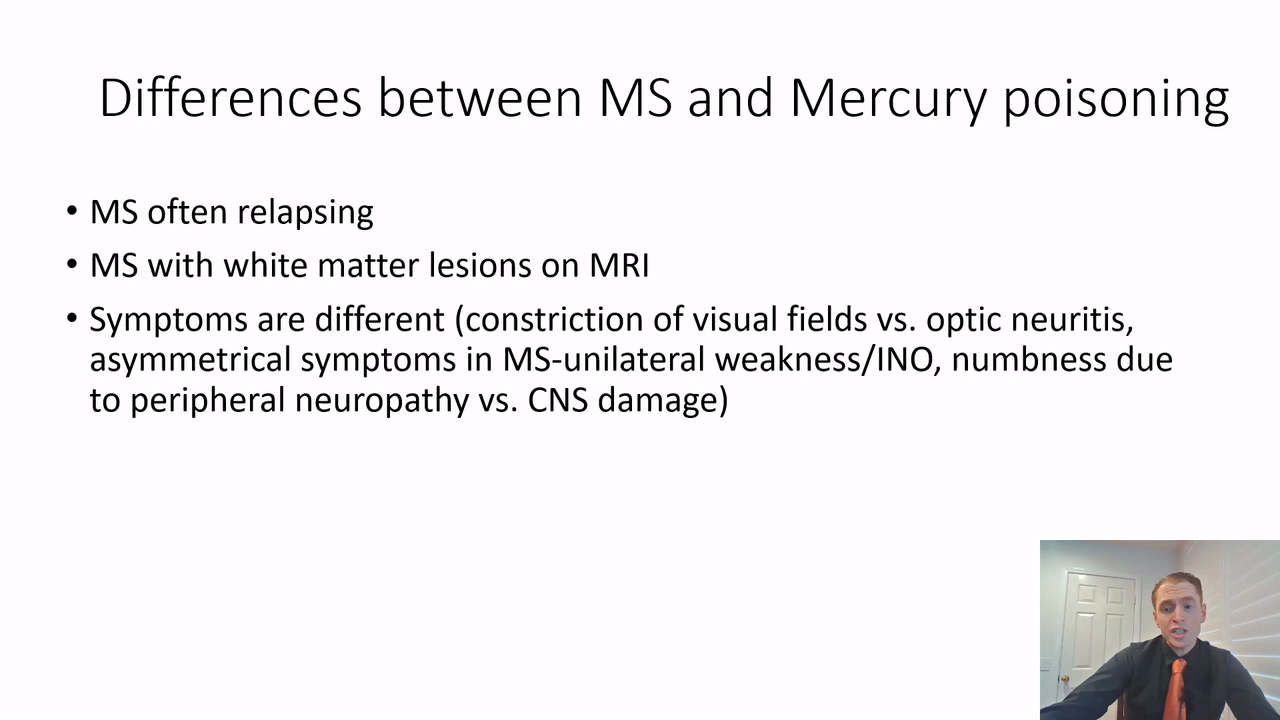 Differences between MS and Mercury poisoning
• MS often relapsing
• MS with white matter lesions on MRI
• Symptoms are different (constriction of visual fields vs. optic neuritis,
asymmetrical symptoms in MS-unilateral weakness/INO, numbness due
to peripheral neuropathy vs. CNS damage)